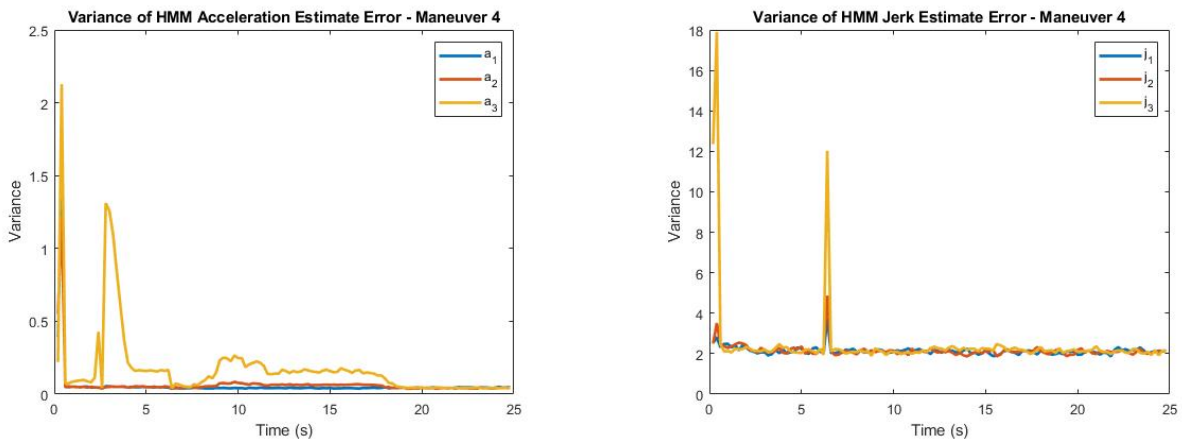 Variance of HMM Acceleration Estimate Error - Maneuver 4
2.5
2
1.5
1
0.5
0
Variance
0 5 10 15 20 25
Time (s)
a1
a2
a3
Variance of HMM Jerk Estimate Error - Maneuver 4
18
16
14
12
10
8
6
4
2
0
Variance
0 5 10 15 20 25
Time (s)
j1
j2
j3